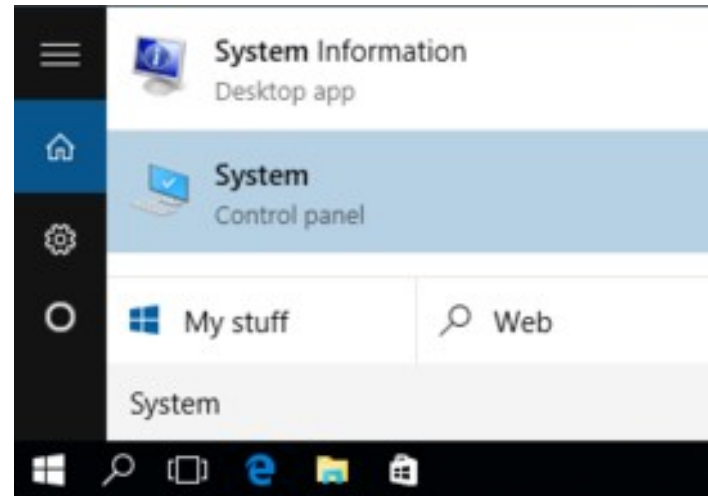 System Information
Desktop app
System
Control panel
My stuff
Web
System